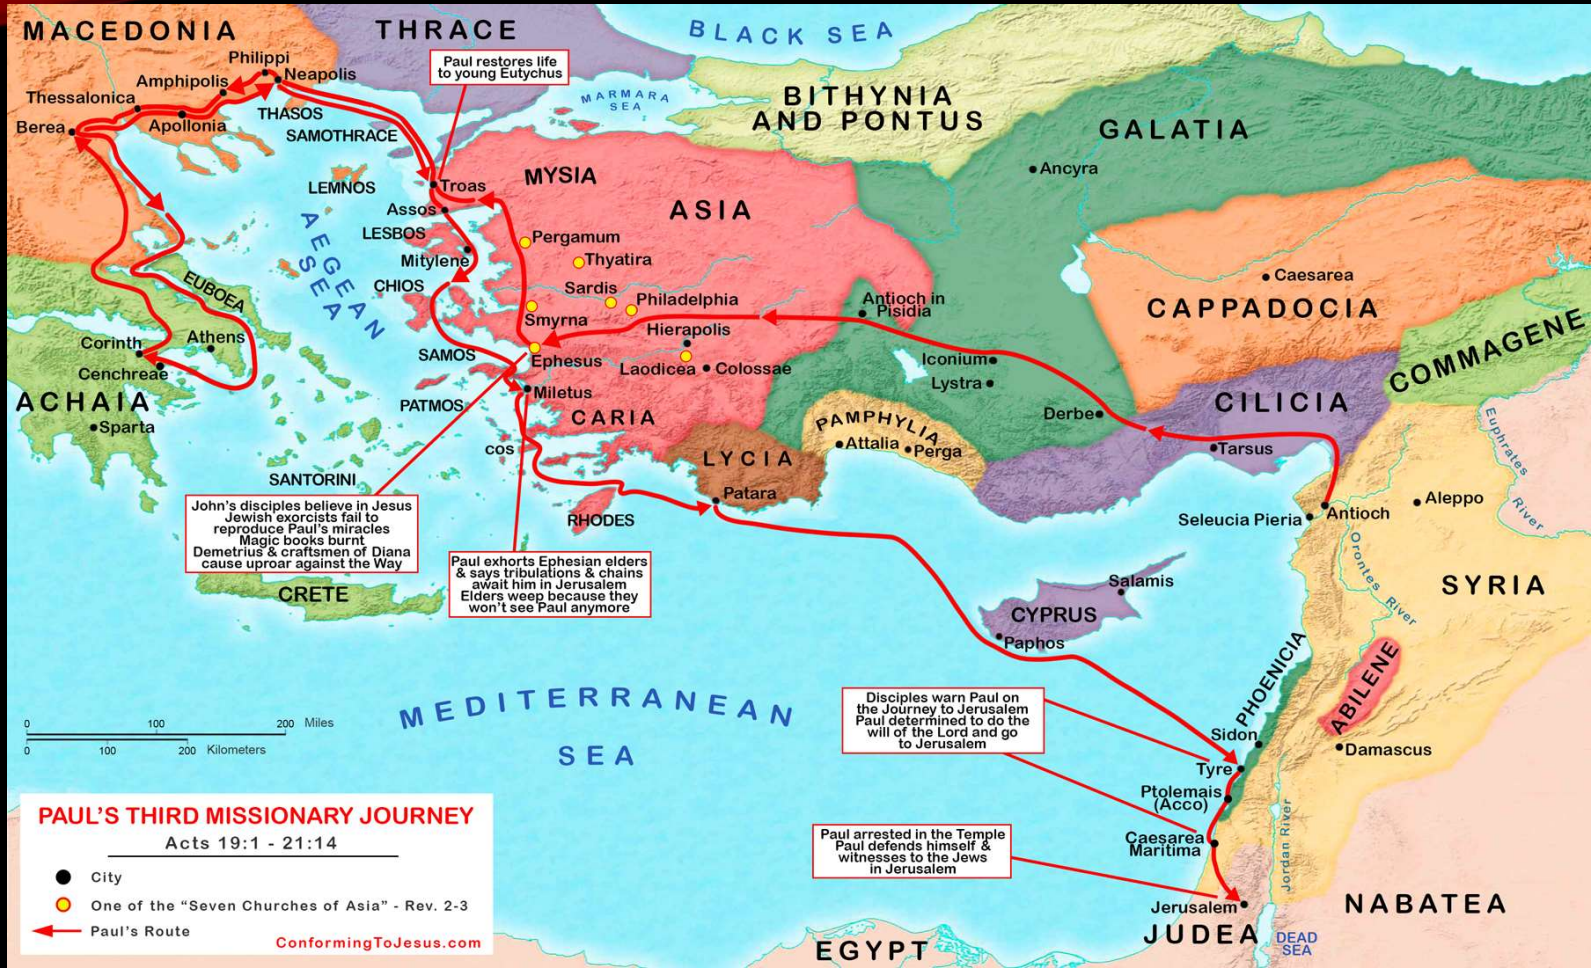 MACEDONIA
THRACE
BLACK SEA
Philippi
Neapolis
Amphipolis
Thessalonica
Apollonia
Berea
THASOS
SAMOTHRACE
Paul restores life
to young Eutychus
MARMARA
SEA
BITHYNIA
AND PONTUS
GALATIA
Ancyra
LEMNOS
Troas
MYSIA
ASIA
Assos
LESBOS
Mitylene
AEGEAN
SEA
Pergamum
Thyatira
CHIOS
Sardis
Philadelphia
Smyrna
Hierapolis
Antioch in
Pisidia
Caesarea
CAPPADOCIA
COMMAGENE
EUBOEA
Athens
Corinth
Cenchreae
SAMOS
Ephesus
Laodicea
Colossae
Iconium
Lystra
Derbe
ACHAIA
Sparta
PATMOS
Miletus
CARIA
PAMPHYLIA
Attalia
Perga
CILICIA
Tarsus
Euphrates River
COS
LYCIA
Patara
SANTORINI
RHODES
Seleucia Pieria
Antioch
Aleppo
Orontes River
John's disciples believe in Jesus
Jewish exorcists fail to
reproduce Paul's miracles
Magic books burnt
Demetrius & craftsmen of Diana
cause uproar against the Way
Paul exhorts Ephesian elders
& says tribulations & chains
await him in Jerusalem
Elders weep because they
won't see Paul anymore
CRETE
Salamis
CYPRUS
Paphos
SYRIA
PHOENICIA
ABILENE
MEDITERRANEAN
SEA
Disciples warn Paul on
the Journey to Jerusalem
Paul determined to do the
will of the Lord and go
to Jerusalem
Sidon
Damascus
Tyre
Ptolemais
(Acco)
Caesarea
Maritima
Jordan River
Paul arrested in the Temple
Paul defends himself &
witnesses to the Jews
in Jerusalem
Jerusalem
JUDEA
DEAD
SEA
NABATEA
EGYPT
0 100 200 Miles
0 100 200 Kilometers
PAUL'S THIRD MISSIONARY JOURNEY
Acts 19:1 - 21:14
City
One of the "Seven Churches of Asia" - Rev. 2-3
Paul's Route
ConformingToJesus.com